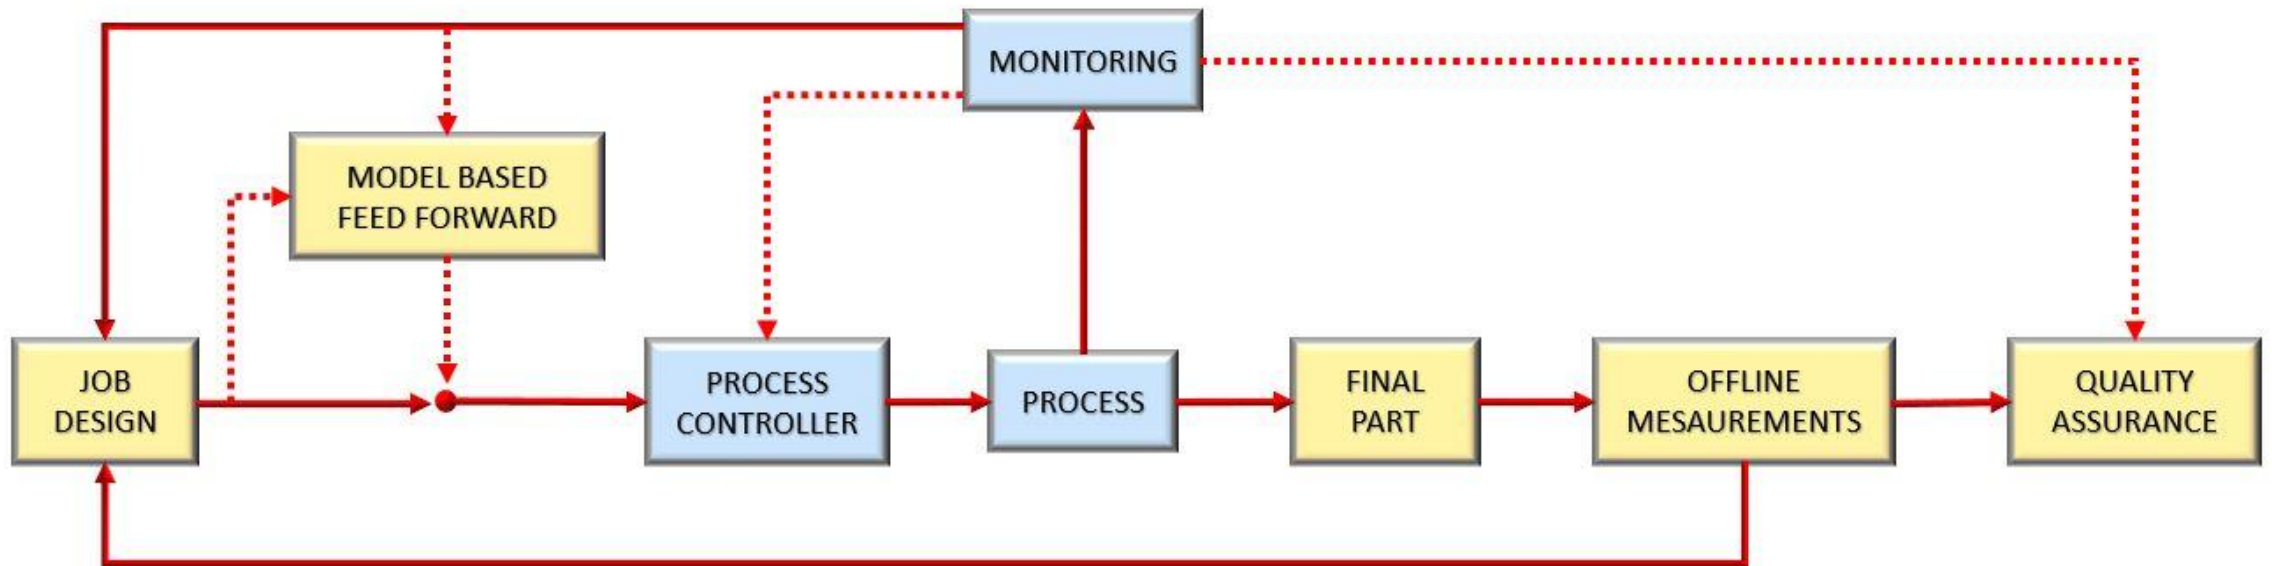 MONITORING
MODEL BASED
FEED FORWARD
JOB
DESIGN
PROCESS
CONTROLLER
PROCESS
FINAL
PART
OFFLINE
MESAUREMENTS
QUALITY
ASSURANCE